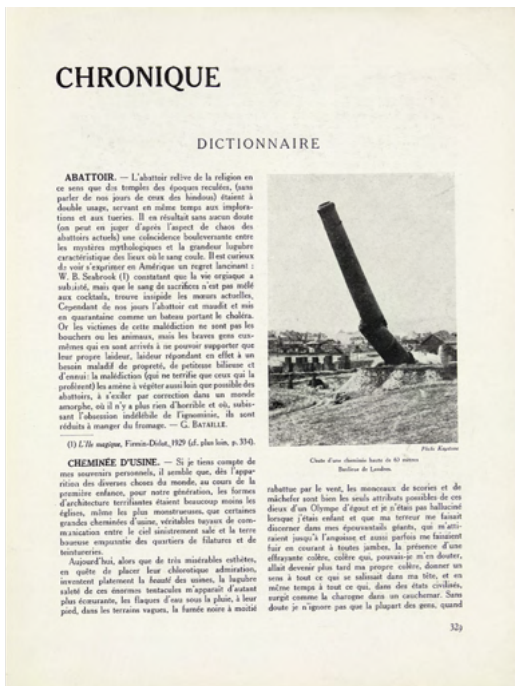 CHRONIQUE
DICTIONNAIRE
ABATTOIR. — L'abattoir relève de la religion en
ce sens que des temples des époques reculées, (sans
parler de nos jours de ceux des hindous) étaient à
double usage, servant en même temps aux implora-
tions et aux tueries. Il en résultait sans aucun doute
(on peut en juger d'après l'aspect de chaos des
abattoirs actuels) une coïncidence bouleversante entre
les mystères mythologiques et la grandeur lugubre
caractéristique des lieux où le sang coule. Il est curieux
de voir s'exprimer en Amérique un regret lancinant :
W. B. Seabrook (1) constatant que la vie orgiaque a
subsisté, mais que le sang de sacrifices n'est pas mêlé
aux cocktails, trouve insipide les mœurs actuelles,
Cependant de nos jours l'abattoir est maudit et mis
en quarantaine comme un bateau portant le choléra.
Or les victimes de cette malédiction ne sont pas les
bouchers ou les animaux, mais les braves gens eux-
mêmes qui en sont arrivés à ne pouvoir supporter que
leur propre laideur, laideur répondant en effet à un
besoin maladif de propreté, de petitesse bilieuse et
d'ennui: la malédiction (qui ne terrifie que ceux qui la
profèrent) les amène à végéter aussi loin que possible des
abattoirs, à s'exiler par correction dans un monde
amorphe, où il n'y a plus rien d'horrible et où, subis-
sant l'obsession indélébile de l'ignominie, ils sont
réduits à manger du fromage. — G. BATAILLE.
(1) L'île magique, Firmin-Didot, 1929 (cf. plus loin, p. 334).
CHEMINÉE D'USINE. — Si je tiens compte de
mes souvenirs personnels, il semble que, dès l'appa-
rition des diverses choses du monde, au cours de la
première enfance, pour notre génération, les formes
d'architecture terrifiantes étaient beaucoup moins les
églises, même les plus monstrueuses, que certaines
grandes cheminées d'usine, véritables tuyaux de com-
munication entre le ciel sinistrement sale et la terre
boueuse empuantie des quartiers de filatures et de
teintureries.
Aujourd'hui, alors que de très misérables esthètes,
en quête de placer leur chlorotique admiration,
inventent platement la beauté des usines, la lugubre
saleté de ces énormes tentacules m'apparaît d'autant
plus écœurante, les flaques d'eau sous la pluie, à leur
pied, dans les terrains vagues, la fumée noire à moitié
Photo Keystone
Chute d'une cheminée haute de 60 mètres
Banlieue de Londres.
rabattue par le vent, les monceaux de scories et de
mâchefer sont bien les seuls attributs possibles de ces
dieux d'un Olympe d'égout et je n'étais pas halluciné
lorsque j'étais enfant et que ma terreur me faisait
discerner dans mes épouvantails géants, qui m'atti-
raient jusqu'à l'angoisse et aussi parfois me faisaient
fuir en courant à toutes jambes, la présence d'une
effrayante colère, colère qui, pouvais-je m'en douter,
allait devenir plus tard ma propre colère, donner un
sens à tout ce qui se salissait dans ma tête, et en
même temps à tout ce qui, dans des états civilisés,
surgit comme la charogne dans un cauchemar. Sans
doute je n'ignore pas que la plupart des gens, quand
329